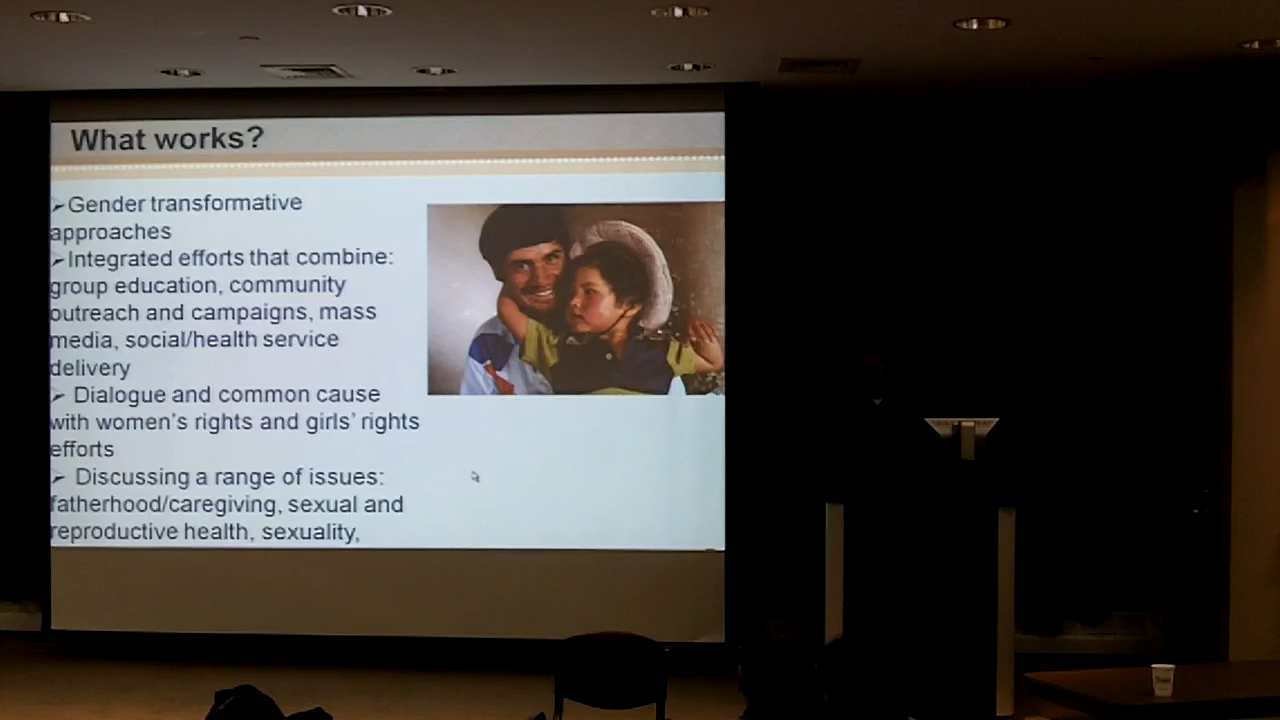 What works?
➢Gender transformative
approaches
➢Integrated efforts that combine:
group education, community
outreach and campaigns, mass
media, social/health service
delivery
➢ Dialogue and common cause
with women's rights and girls' rights
efforts
➢ Discussing a range of issues:
fatherhood/caregiving, sexual and
reproductive health, sexuality,